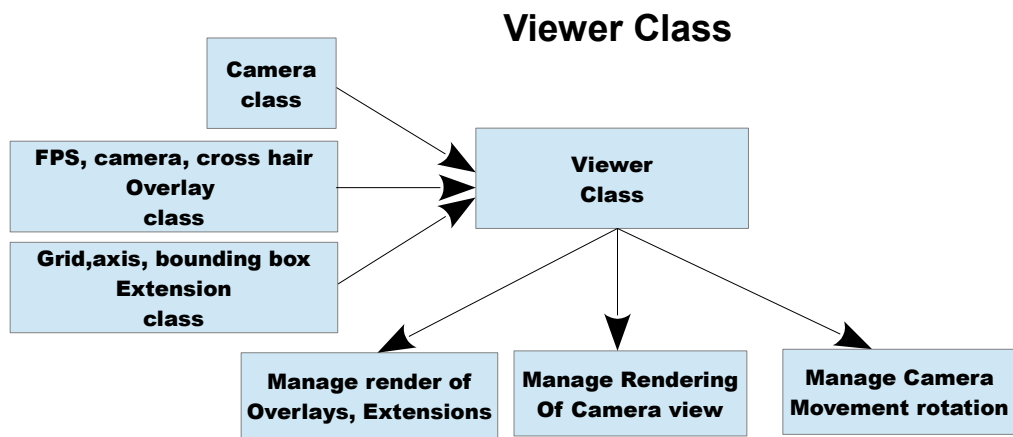 Viewer Class
Camera
class
FPS, camera, cross hair
Overlay
class
Grid,axis, bounding box
Extension
class
Viewer
Class
Manage render of
Overlays, Extensions
Manage Rendering
Of Camera view
Manage Camera
Movement rotation